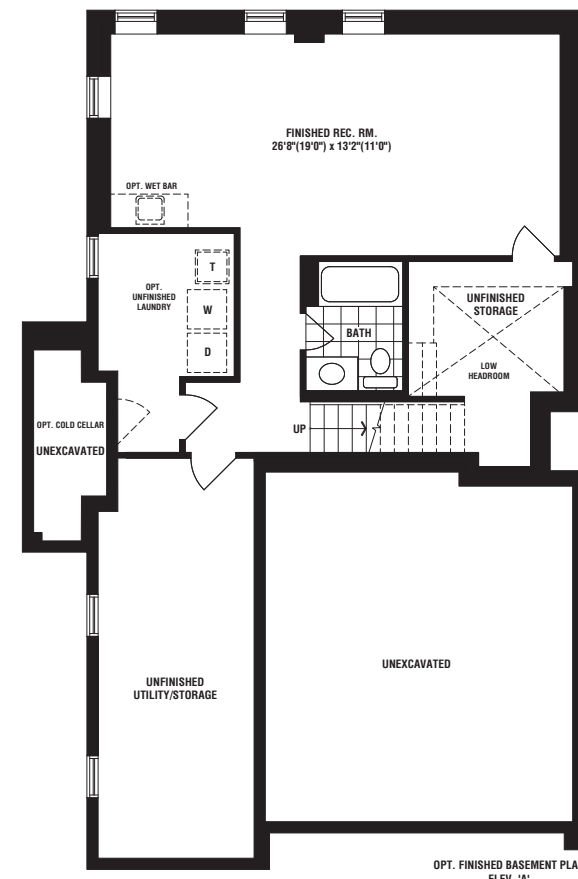 FINISHED REC. RM.
26'8"(19'0") x 13'2"(11'0")
OPT. WET BAR
OPT.
UNFINISHED
LAUNDRY
T
W
D
BATH
UNFINISHED
STORAGE
LOW
HEADROOM
OPT. COLD CELLAR
UNEXCAVATED
UP
UNFINISHED
UTILITY/STORAGE
UNEXCAVATED
OPT. FINISHED BASEMENT PLA
ELEV. 'A'